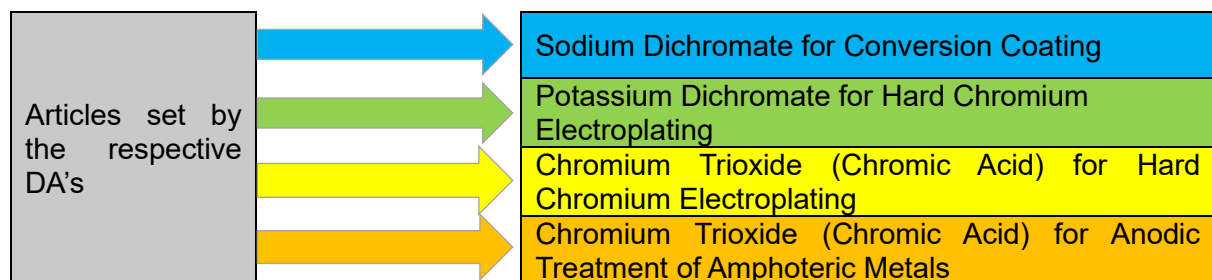 Articles set by
the respective
DA's
Sodium Dichromate for Conversion Coating
Potassium Dichromate for Hard Chromium
Electroplating
Chromium Trioxide (Chromic Acid) for Hard
Chromium Electroplating
Chromium Trioxide (Chromic Acid) for Anodic
Treatment of Amphoteric Metals